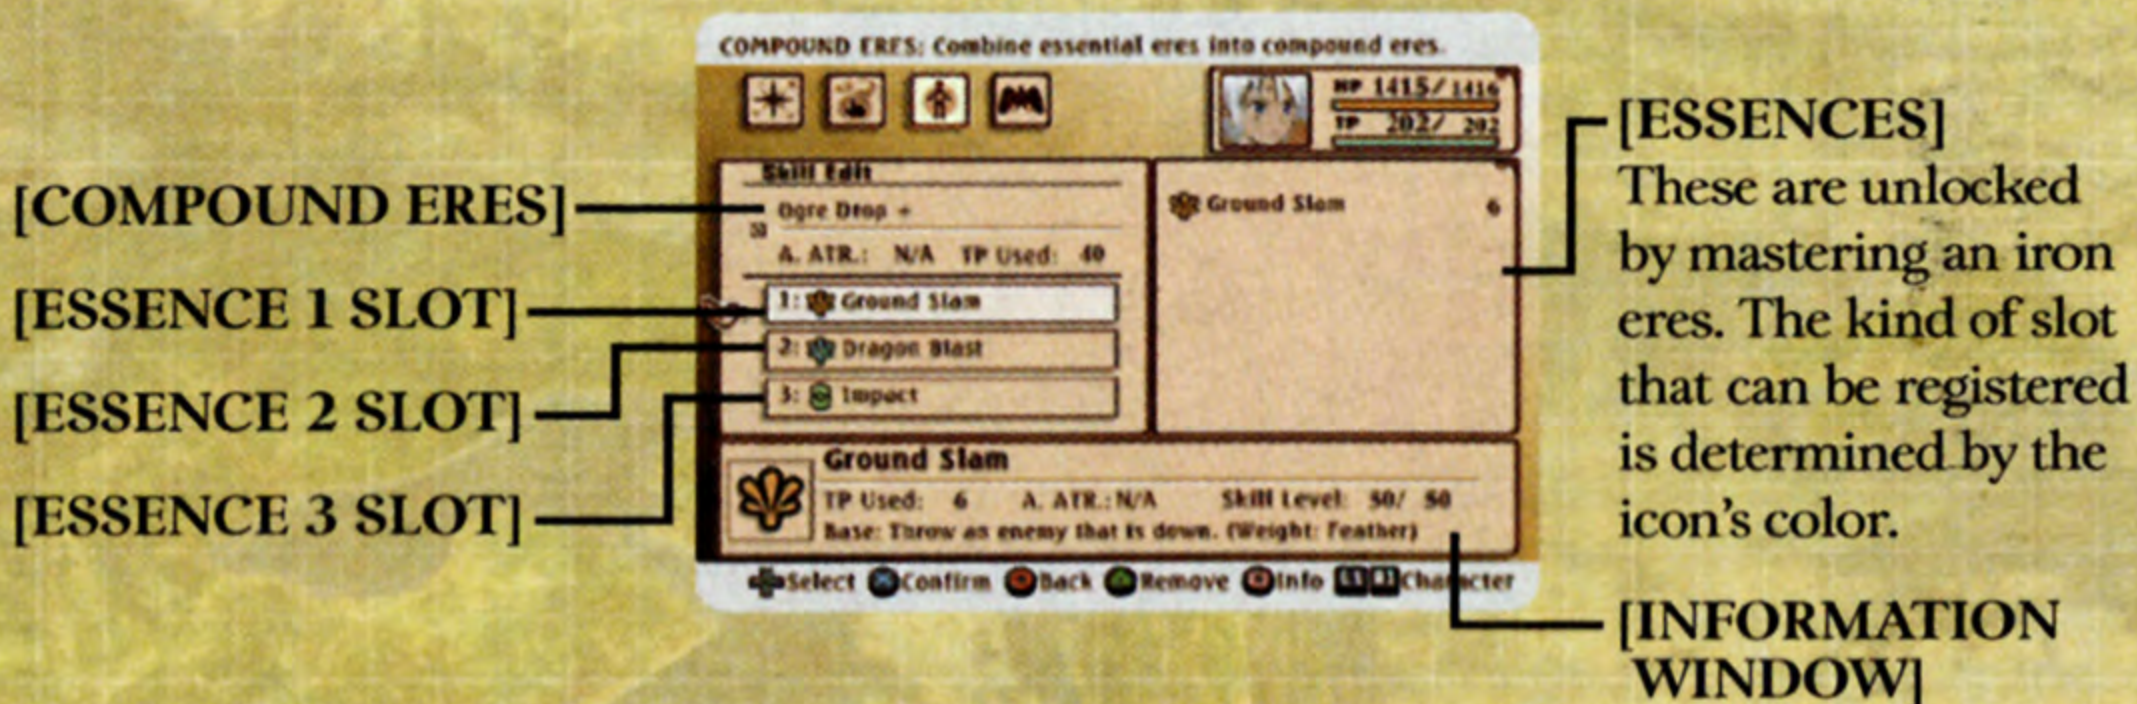 COMPOUND ERES: Combine essential eres into compound eres.
HP 1415/1416
TP 202/202
[COMPOUND ERES]
[ESSENCE 1 SLOT]
[ESSENCE 2 SLOT]
[ESSENCE 3 SLOT]
Skill Edit
Ogre Drop +
A. ATR.: N/A TP Used: 40
1: Ground Slam
2: Dragon Blast
3: Impact
Ground Slam 6
Ground Slam
TP Used: 6 A. ATR.: N/A Skill Level: 50/ 50
Base: Throw an enemy that is down. (Weight: Feather)
Select Confirm Back Remove Info Character
[ESSENCES]
These are unlocked
by mastering an iron
eres. The kind of slot
that can be registered
is determined by the
icon's color.
[INFORMATION
WINDOW]